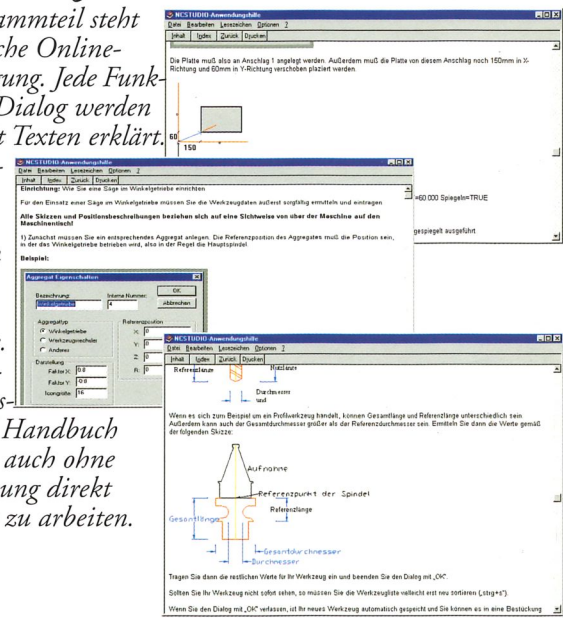 ammteil steht
che Online-
rung. Jede Funk-
Dialog werden
t Texten erklärt.
s-
Handbuch
auch ohne
ung direkt
zu arbeiten.
NCSTUDIO-Anwendungshilfe
Datei Bearbeiten Lesezeichen Optionen ?
Inhalt Index Zurück Drucken
Die Platte muß also an Anschlag 1 angelegt werden. Außerdem muß die Platte von diesem Anschlag noch 150mm in X-
Richtung und 60mm in Y-Richtung verschoben plaziert werden.
60
150
=60.000 Spiegeln=TRUE
gespiegelt ausgeführt.
NCSTUDIO-Anwendungshilfe
Datei Bearbeiten Lesezeichen Optionen ?
Inhalt Index Zurück Drucken
Einrichtung: Wie Sie eine Säge im Winkelgetriebe einrichten
Für den Einsatz einer Säge im Winkelgetriebe müssen Sie die Werkzeugdaten äußerst sorgfältig ermitteln und eintragen.
Alle Skizzen und Positionsbeschreibungen beziehen sich auf eine Sichtweise von über der Maschine auf den
Maschinentisch!
1) Zunächst müssen Sie ein entsprechendes Aggregat anlegen. Die Referenzposition des Aggregates muß die Position sein,
in der das Winkelgetriebe betrieben wird, also in der Regel die Hauptspindel.
Beispiel:
Aggregat Eigenschaften
Bezeichnung: Interne Nummer: OK
Winkelgetriebe 4 Abbrechen
Aggregattyp Referenzposition
Winkelgetriebe X: 0
Werkzeugwechsler Y: 0
Anderes Z: 0
Darstellung R: 0
Faktor X: 0.8
Faktor Y: -0.8
Icongröße: 16
NCSTUDIO-Anwendungshilfe
Datei Bearbeiten Lesezeichen Optionen ?
Inhalt Index Zurück Drucken
Referenzlänge Nutzlänge
Durchmesser
und
Wenn es sich zum Beispiel um ein Profilwerkzeug handelt, können Gesamtlänge und Referenzlänge unterschiedlich sein.
Außerdem kann auch der Gesamtdurchmesser größer als der Referenzdurchmesser sein. Ermitteln Sie dann die Werte gemäß
der folgenden Skizze:
Aufnahme
Referenzpunkt der Spindel
Gesamtlänge Referenzlänge
Gesamtdurchmesser
Durchmesser
Tragen Sie dann die restlichen Werte für Ihr Werkzeug ein und beenden Sie den Dialog mit „OK“.
Sollten Sie Ihr Werkzeug nicht sofort sehen, so müssen Sie die Werkzeugliste vielleicht erst neu sortieren („strg+s“).
Wenn Sie den Dialog mit „OK“ verlassen, ist Ihr neues Werkzeug automatisch gespeichert und Sie können es in eine Bestückung